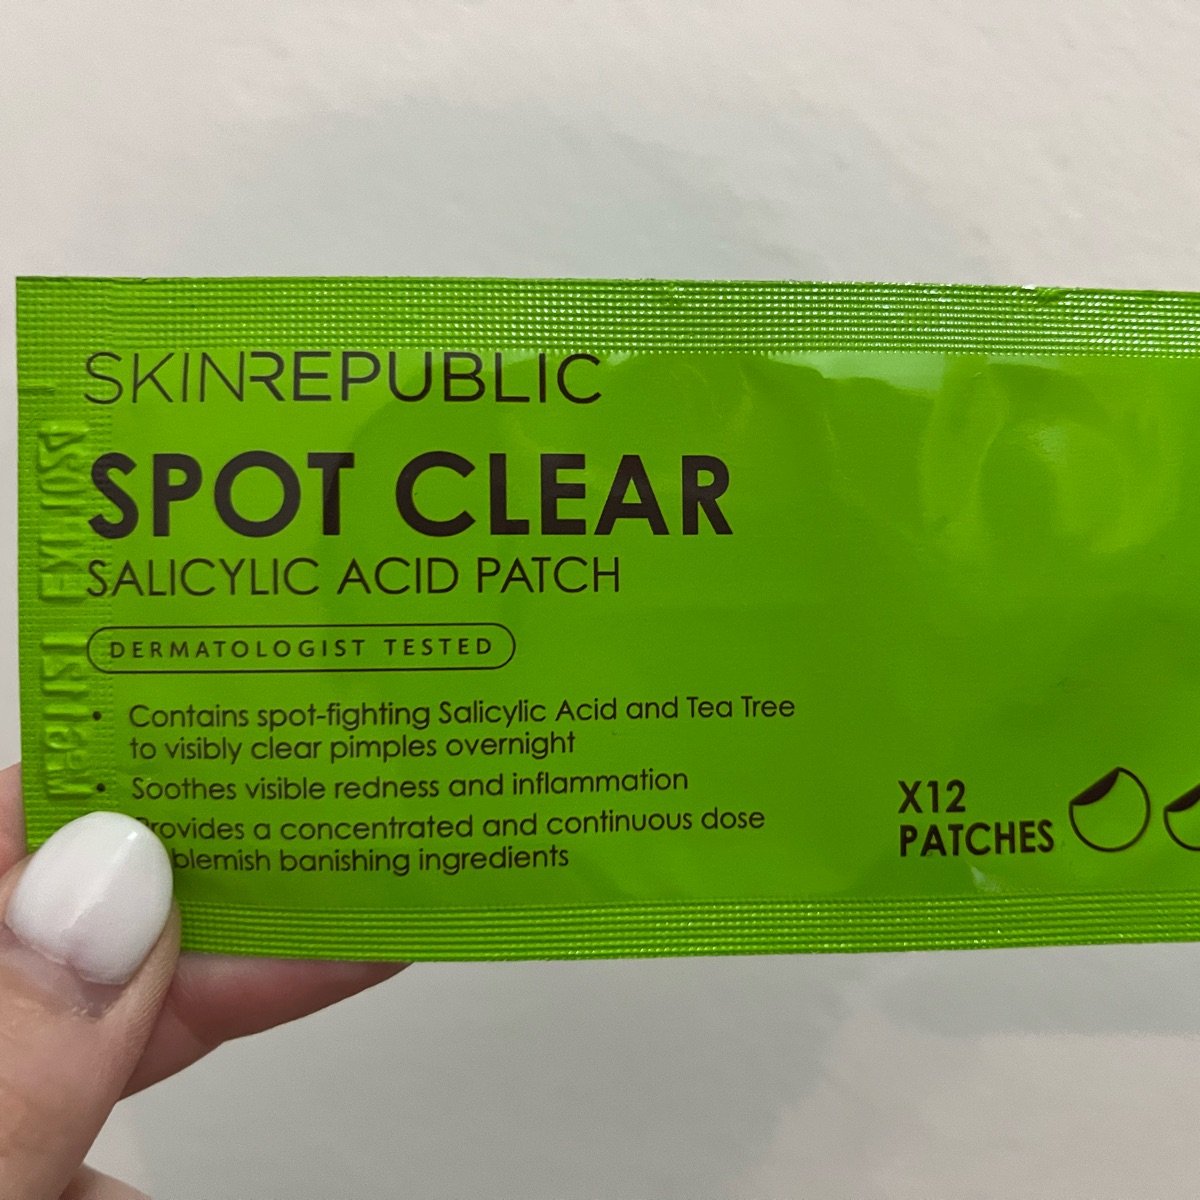 SKINREPUBLIC
SPOT CLEAR
SALICYLIC ACID PATCH
DERMATOLOGIST TESTED
• Contains spot-fighting Salicylic Acid and Tea Tree
to visibly clear pimples overnight
• Soothes visible redness and inflammation
Provides a concentrated and continuous dose
blemish banishing ingredients
X12
PATCHES